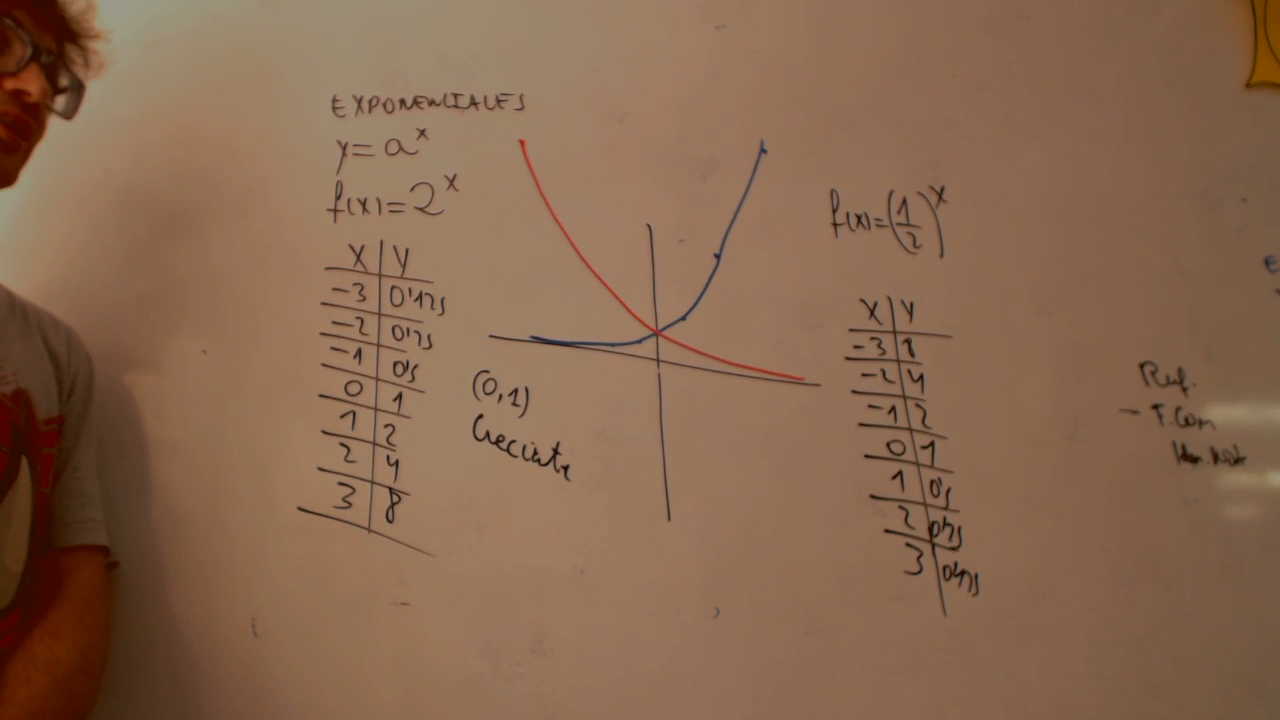 EXPONENCIALES
y = a^x
f(x) = 2^x
X | Y
-3 | 0'125
-2 | 0'25
-1 | 0's
0 | 1
1 | 2
2 | 4
3 | 8
(0,1)
Creciente
f(x) = (1/2)^x
X | Y
-3 | 8
-2 | 4
-1 | 2
0 | 1
1 | 0's
2 | 0'25
3 | 0'125
- F. Com